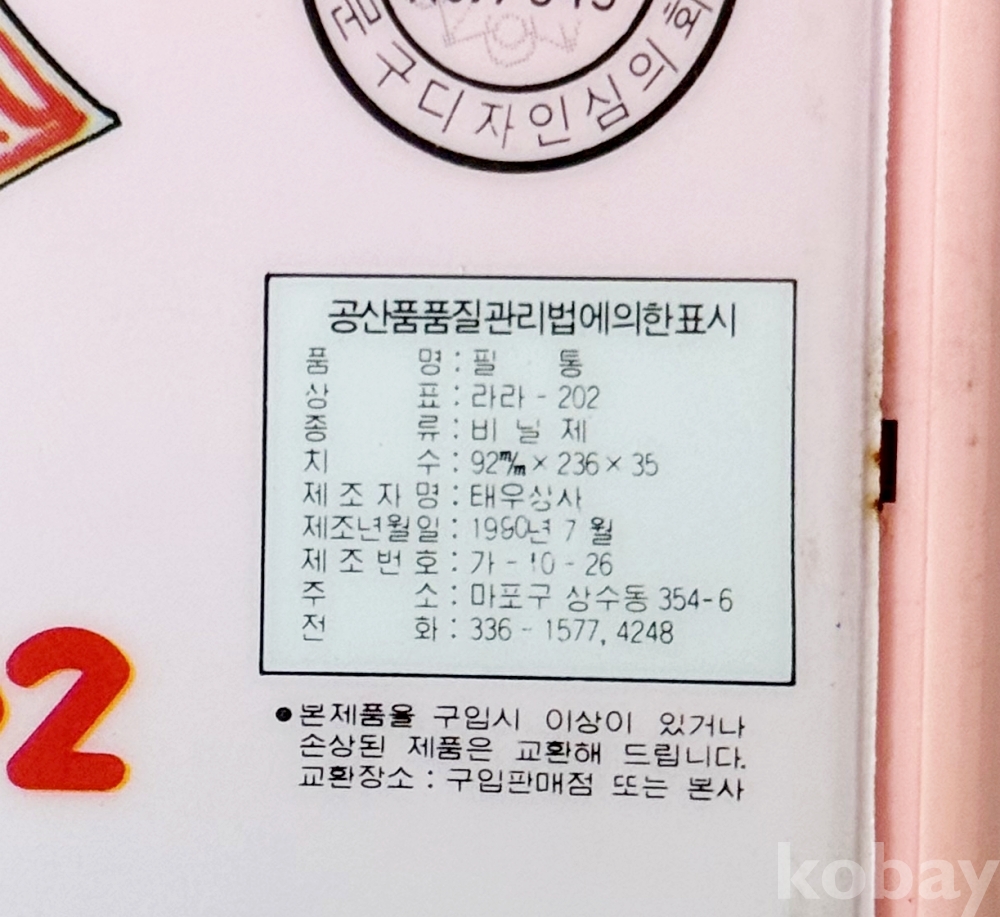 문구디자인심의회
공산품품질관리법에의한표시
품 명 : 필 통
상 표 : 라라 - 202
종 류 : 비 닐 제
치 수 : 92㎜ × 236 × 35
제 조 자 명 : 태우상사
제조년월일 : 1990년 7 월
제 조 번 호 : 가 - 10 - 26
주 소 : 마포구 상수동 354-6
전 화 : 336 - 1577, 4248
● 본제품을 구입시 이상이 있거나
손상된 제품은 교환해 드립니다.
교환장소 : 구입판매점 또는 본사
2
kobay